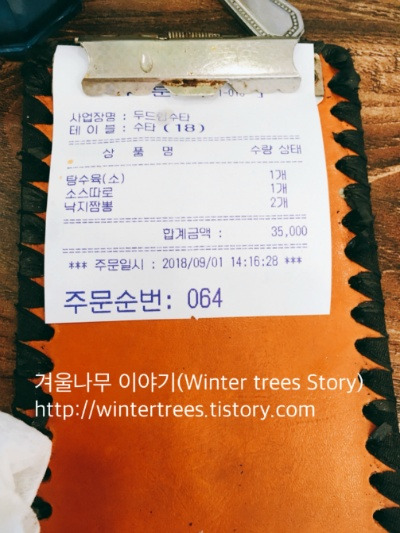 사업장명 : 두드림수타
테 이 블 : 수타 (18)
상 품 명 수량 상태
탕수육(소) 1개
소스따로 1개
낙지짬뽕 2개
합계금액 : 35,000
*** 주문일시 : 2018/09/01 14:16:28 ***
주문순번: 064
겨울나무 이야기(Winter trees Story)
http://wintertrees.tistory.com